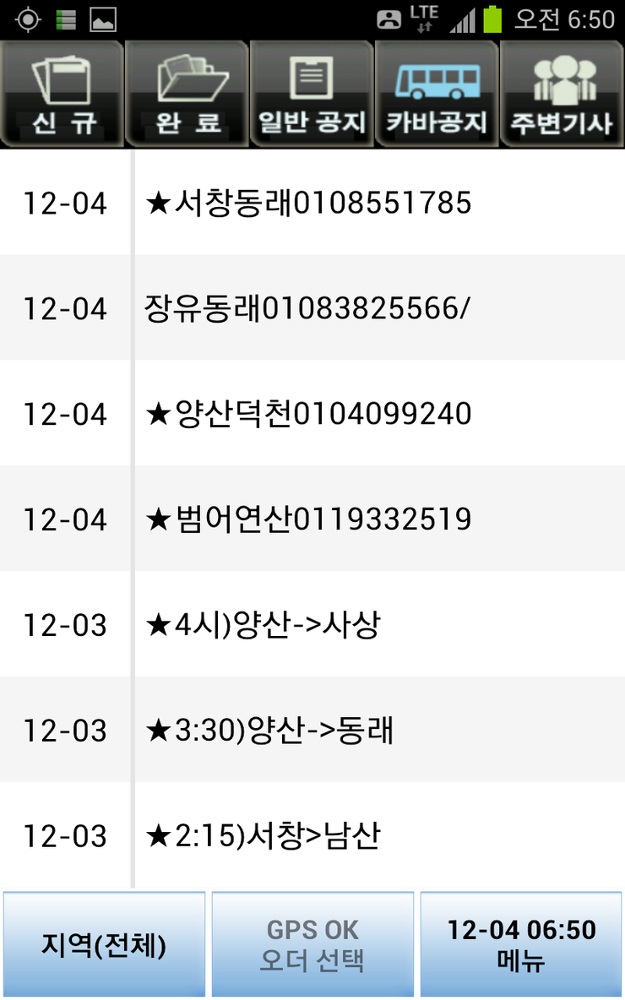 LTE 오전 6:50
신 규 완 료 일반 공지 카바공지 주변기사
12-04 ★서창동래0108551785
12-04 장유동래01083825566/
12-04 ★양산덕천0104099240
12-04 ★범어연산0119332519
12-03 ★4시)양산->사상
12-03 ★3:30)양산->동래
12-03 ★2:15)서창>남산
지역(전체)
GPS OK
오더 선택
12-04 06:50
메뉴